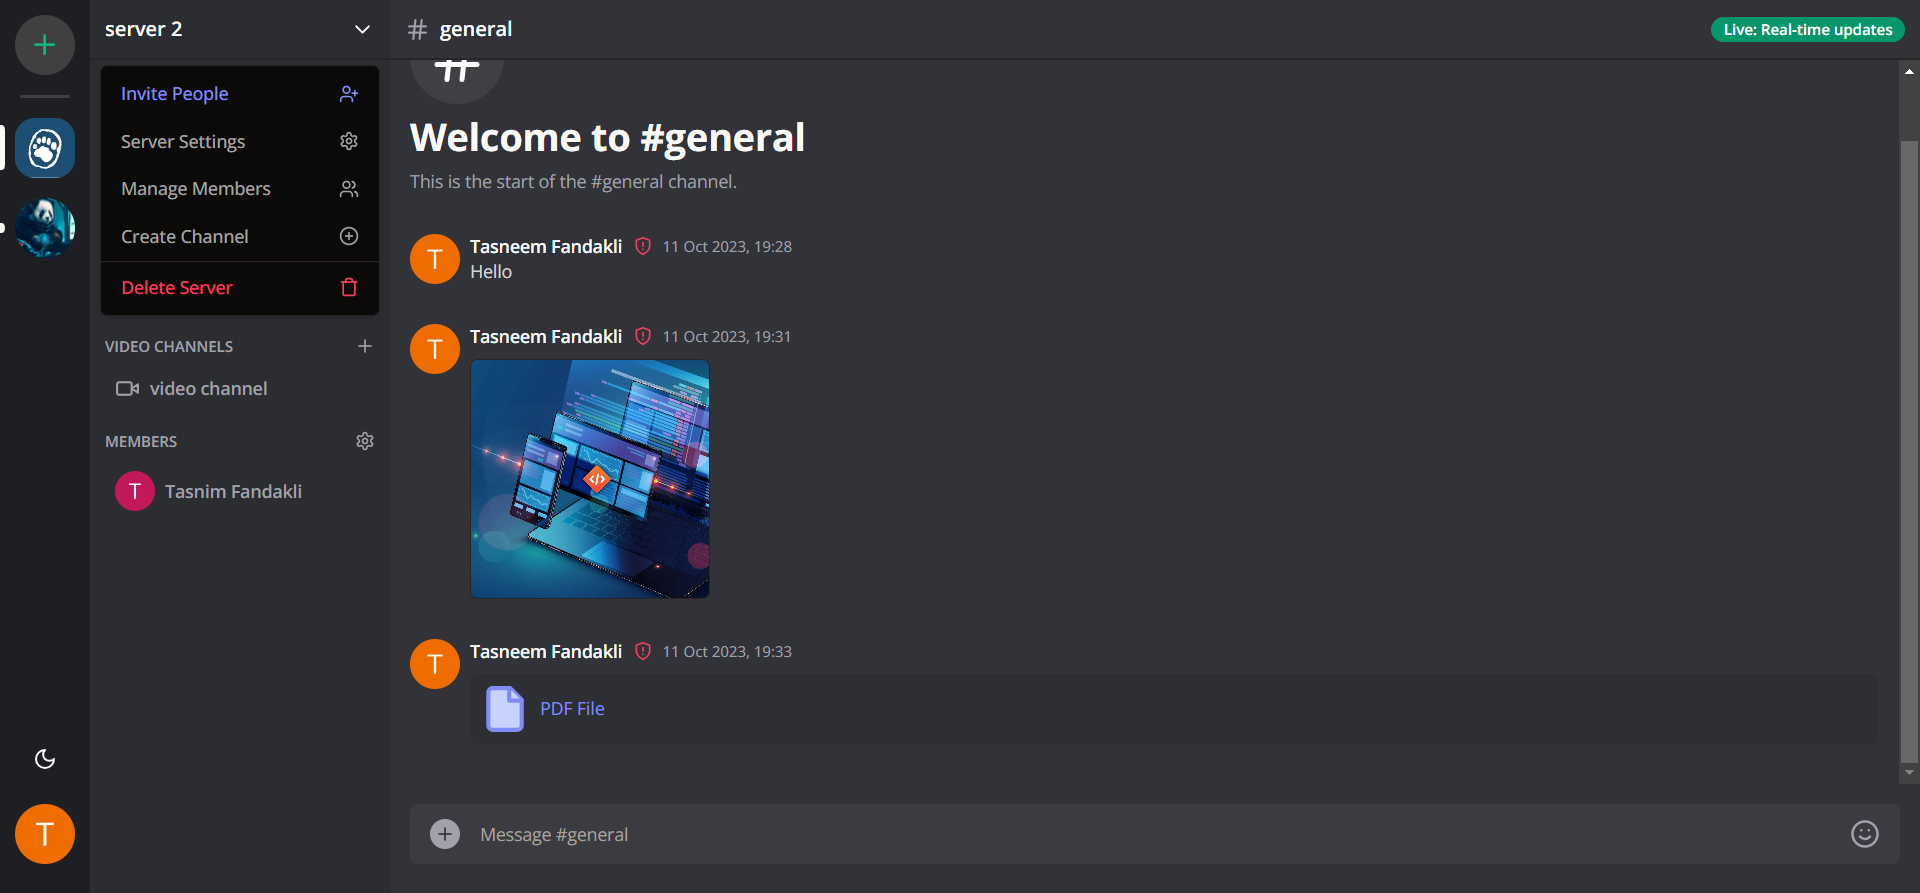 server 2
Invite People
Server Settings
Manage Members
Create Channel
Delete Server
VIDEO CHANNELS
video channel
MEMBERS
T Tasnim Fandakli
T
# general
Live: Real-time updates
#
Welcome to #general
This is the start of the #general channel.
T
Tasneem Fandakli 11 Oct 2023, 19:28
Hello
T
Tasneem Fandakli 11 Oct 2023, 19:31
</>
T
Tasneem Fandakli 11 Oct 2023, 19:33
PDF File
Message #general